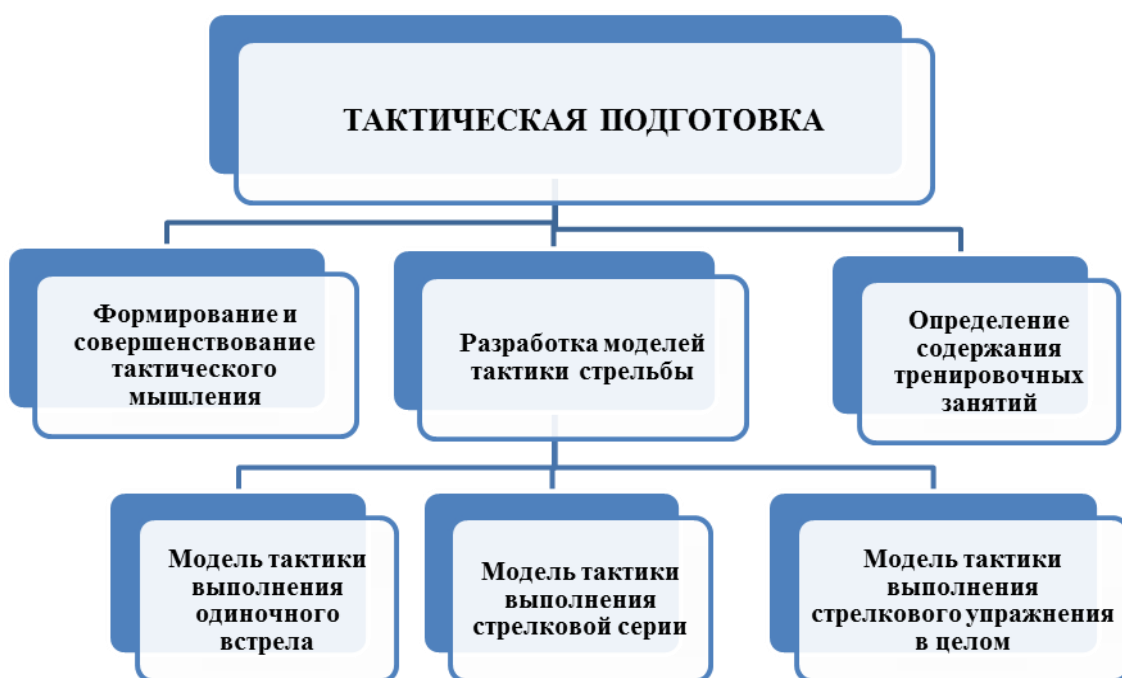 ТАКТИЧЕСКАЯ ПОДГОТОВКА
Формирование и
совершенствование
тактического
мышления
Разработка моделей
тактики стрельбы
Определение
содержания
тренировочных
занятий
Модель тактики
выполнения
одиночного
встрела
Модель тактики
выполнения
стрелковой серии
Модель тактики
выполнения
стрелкового упражнения
в целом